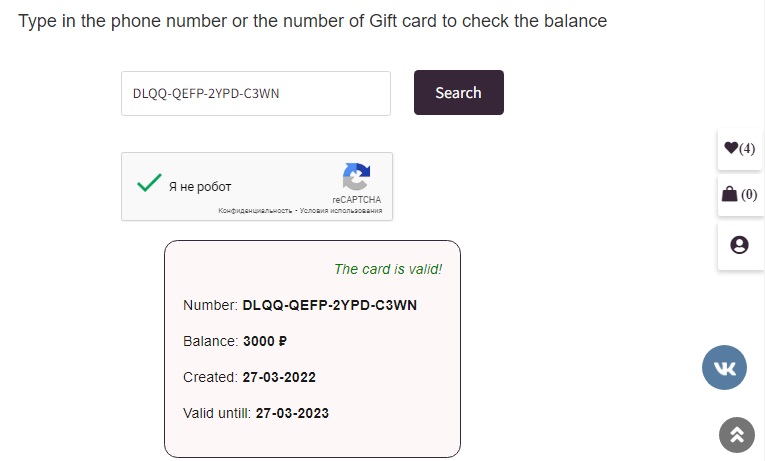 Type in the phone number or the number of Gift card to check the balance
DLQQ-QEFP-2YPD-C3WN
Search
(4)
Я не робот
reCAPTCHA
(0)
Конфиденциальность • Условия использования
The card is valid!
Number: DLQQ-QEFP-2YPD-C3WN
Balance: 3000 ₽
Created: 27-03-2022
Valid untill: 27-03-2023